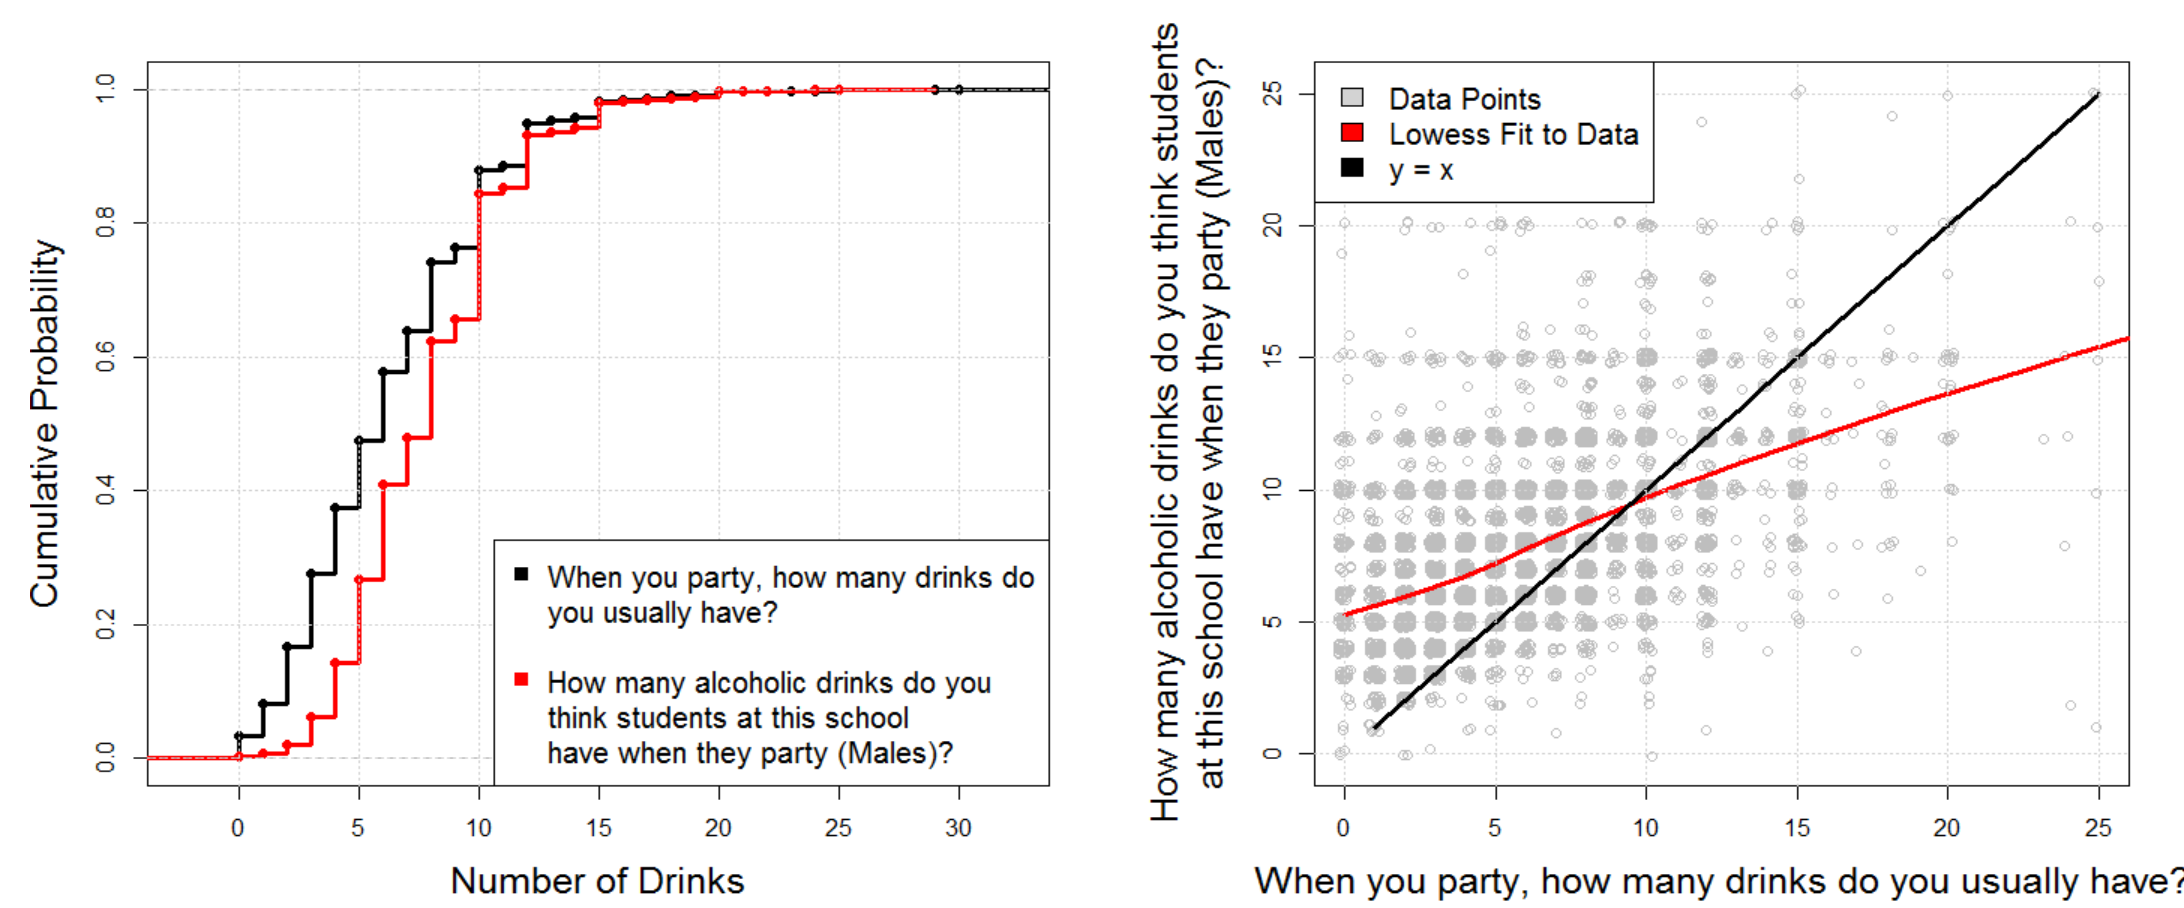 Cumulative Probability
1.0
0.8
0.6
0.4
0.2
0.0
When you party, how many drinks do
you usually have?
How many alcoholic drinks do you
think students at this school
have when they party (Males)?
0 5 10 15 20 25 30
Number of Drinks
How many alcoholic drinks do you think students
at this school have when they party (Males)?
25
20
15
10
5
0
Data Points
Lowess Fit to Data
y = x
0 5 10 15 20 25
When you party, how many drinks do you usually have?